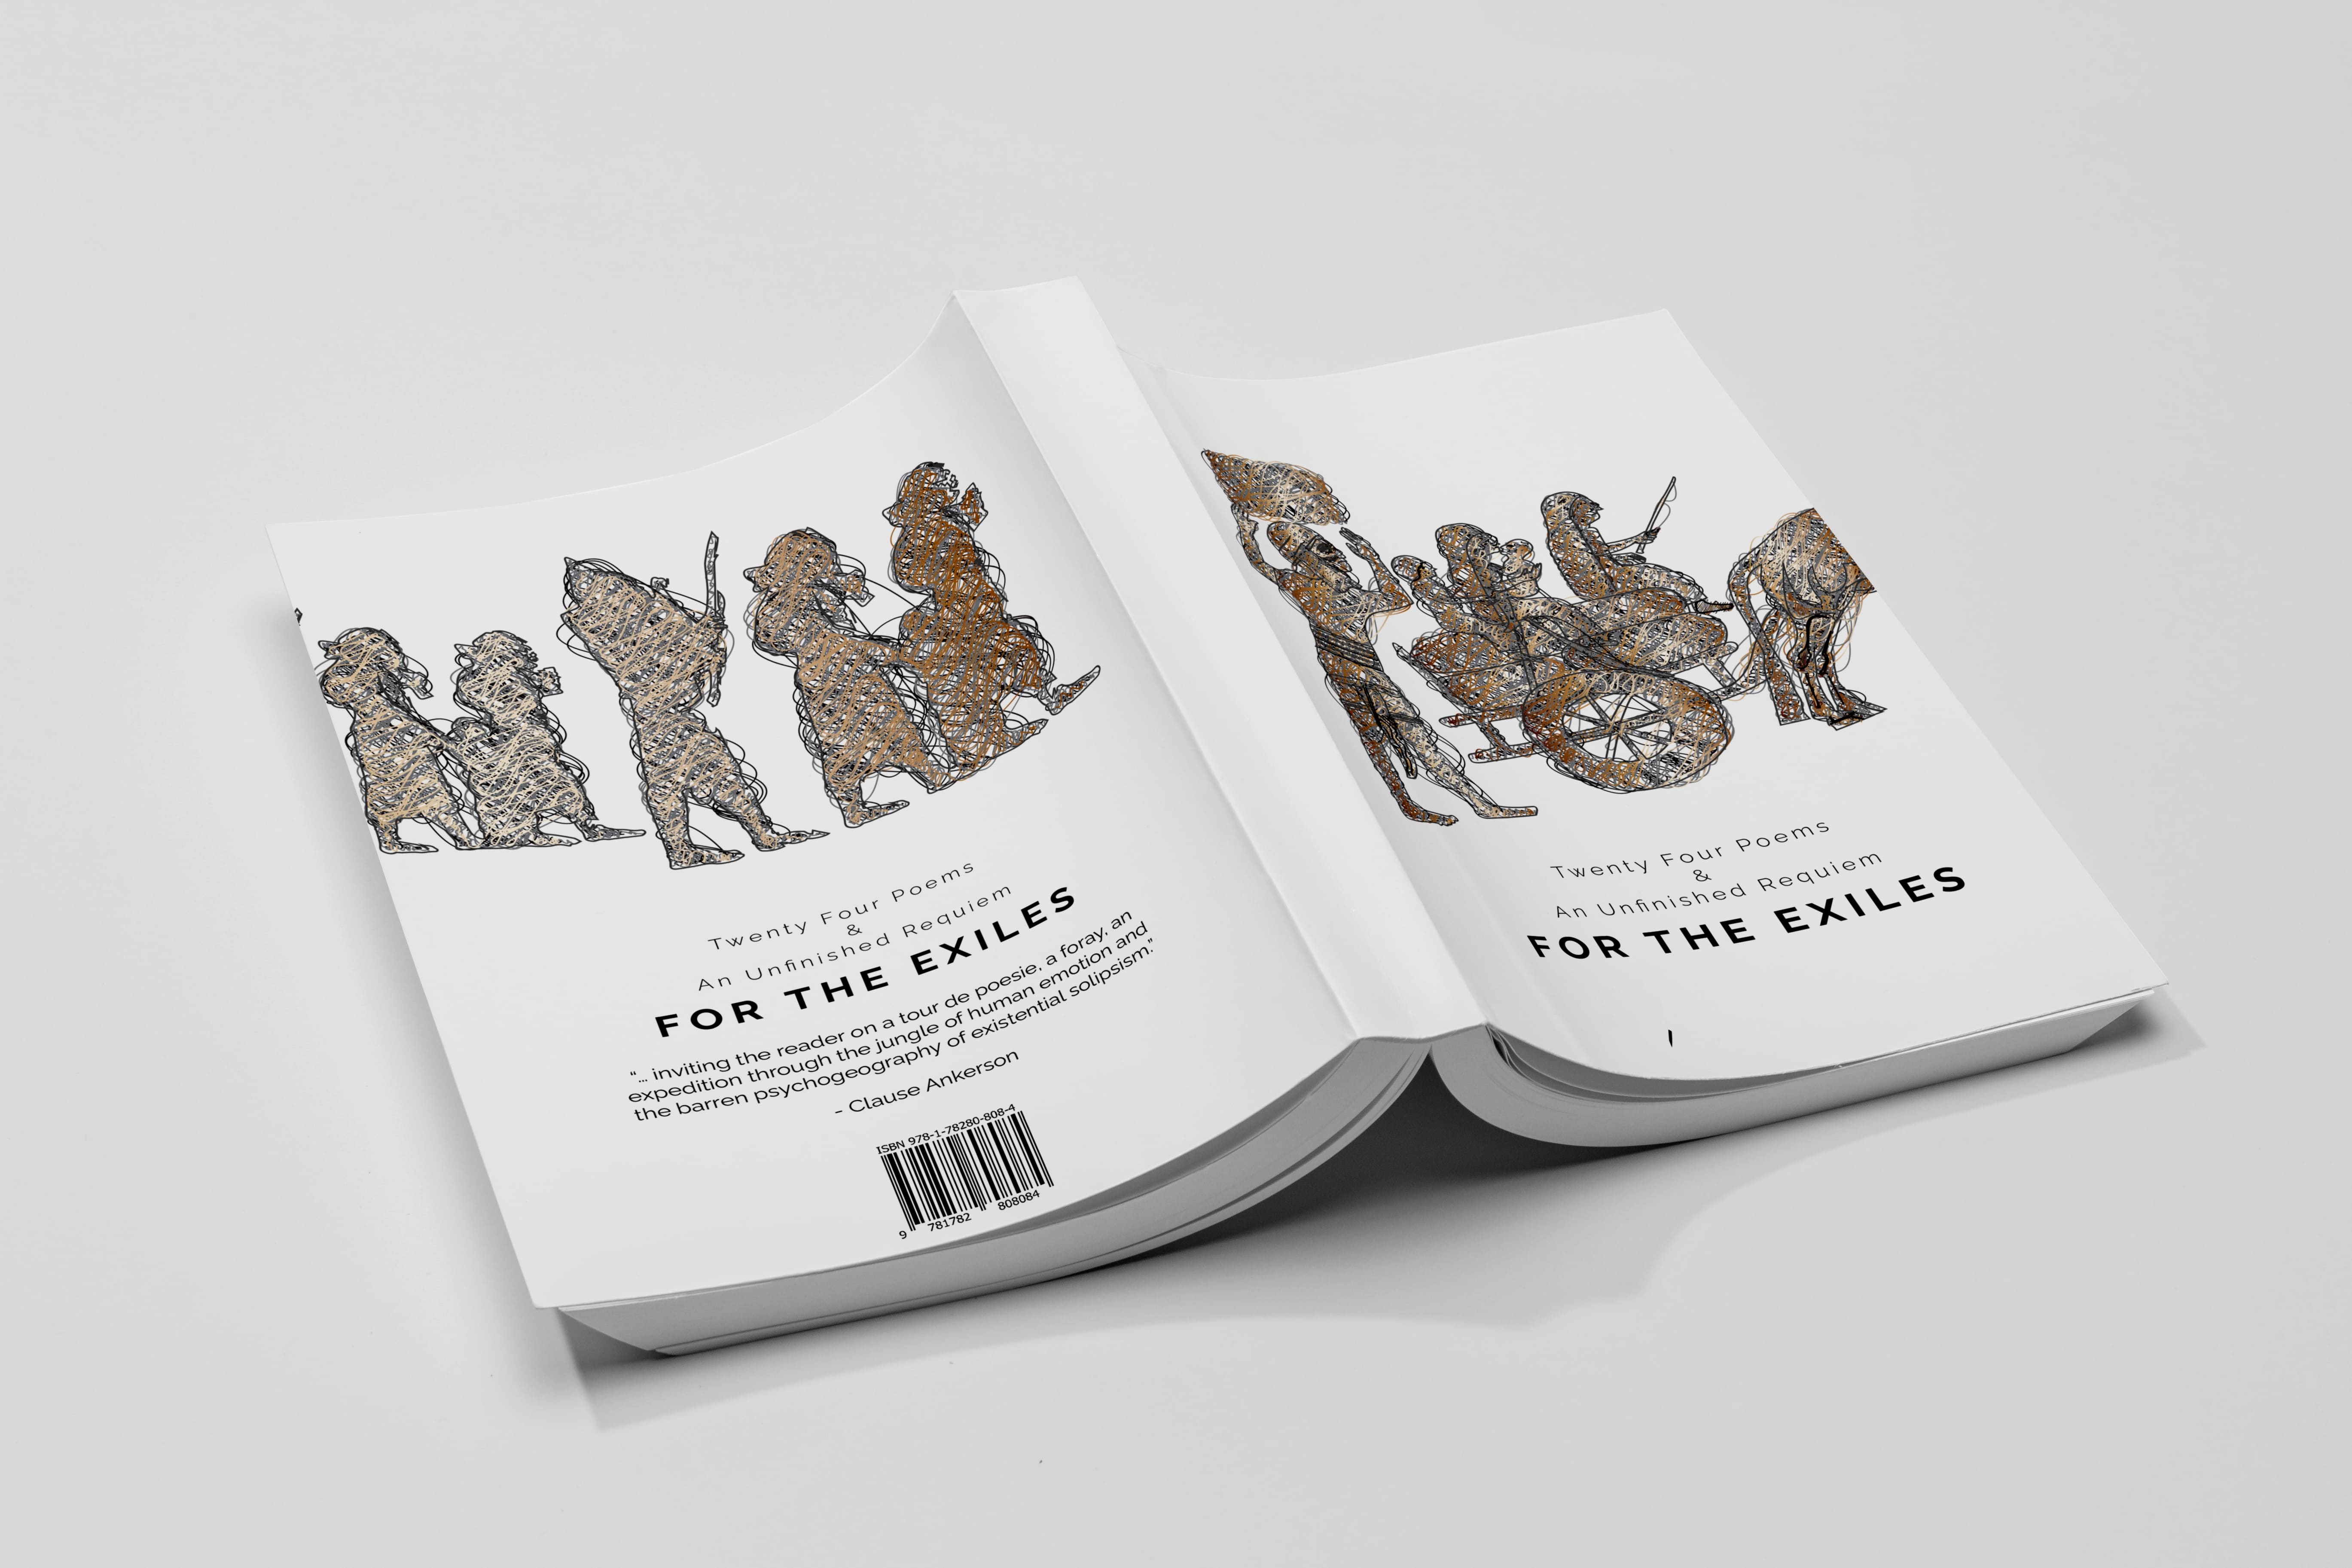 Twenty Four Poems
&
An Unfinished Requiem
FOR THE EXILES
“... inviting the reader on a tour de poesie, a foray, an
expedition through the jungle of human emotion and
the barren psychogeography of existential solipsism.”
- Clause Ankerson
ISBN 978-1-78280-808-4
9 781782 808084
Twenty Four Poems
&
An Unfinished Requiem
FOR THE EXILES